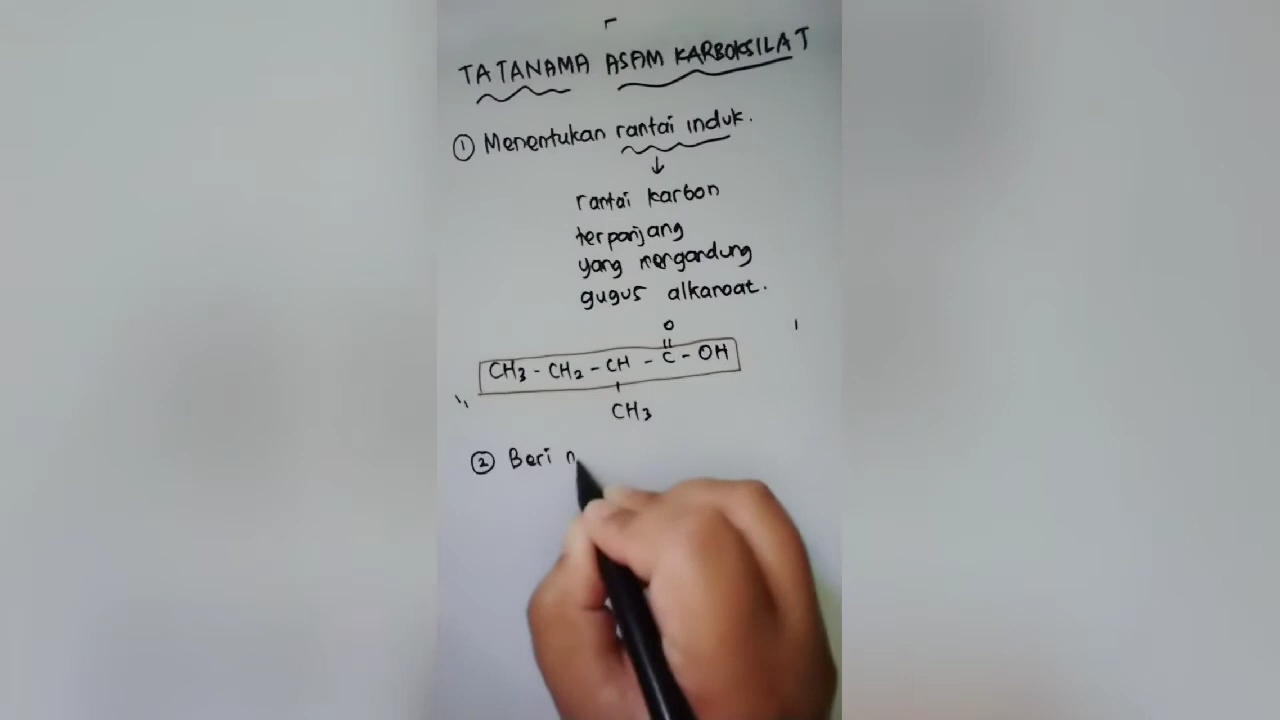 TATANAMA ASAM KARBOKSILAT
① Menentukan rantai induk.
↓
rantai karbon
terpanjang
yang mengandung
gugus alkanoat.
O
||
CH3 - CH2 - CH - C - OH
CH3
② Beri n